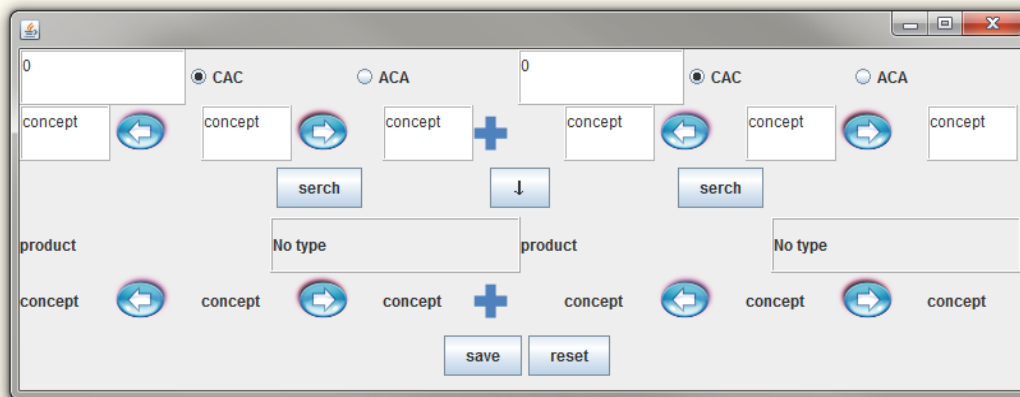 0 CAC ACA 0 CAC ACA
concept concept concept concept concept concept
serch ↓ serch
product No type product No type
concept concept concept concept concept concept
save reset